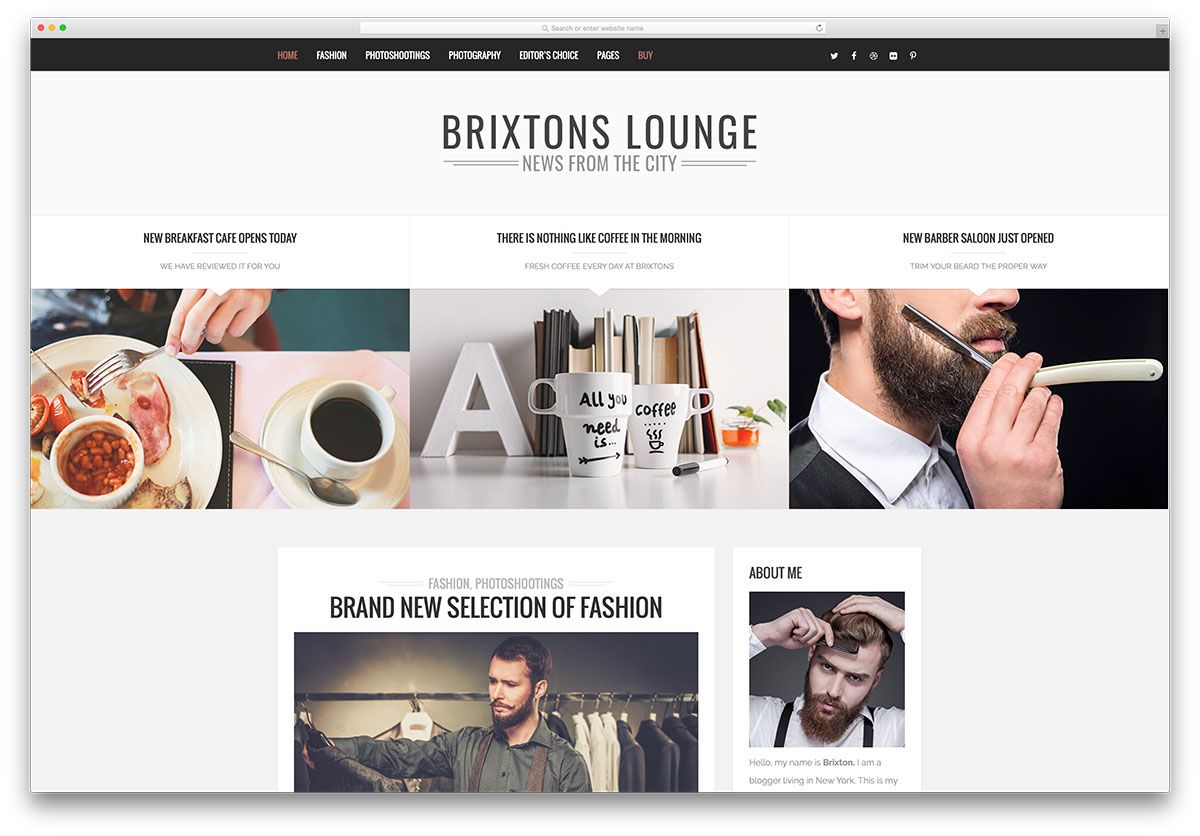 Search or enter website name
HOME FASHION PHOTOSHOOTINGS PHOTOGRAPHY EDITOR'S CHOICE PAGES BUY
BRIXTONS LOUNGE
NEWS FROM THE CITY
NEW BREAKFAST CAFE OPENS TODAY
WE HAVE REVIEWED IT FOR YOU
THERE IS NOTHING LIKE COFFEE IN THE MORNING
FRESH COFFEE EVERY DAY AT BRIXTONS
NEW BARBER SALOON JUST OPENED
TRIM YOUR BEARD THE PROPER WAY
A
All you
need
is...
coffee
FASHION, PHOTOSHOOTINGS
BRAND NEW SELECTION OF FASHION
ABOUT ME
Hello, my name is Brixton. I am a
blogger living in New York. This is my